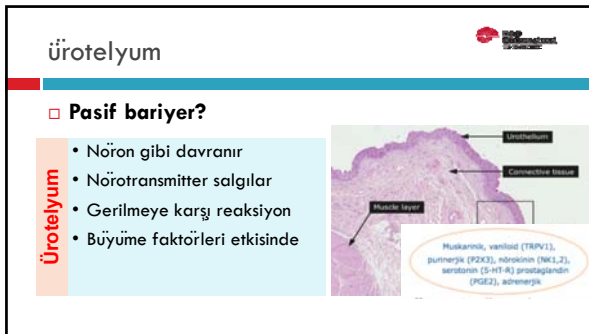 ürotelyum
Pasif bariyer?
Ürotelyum
• Nöron gibi davranır
• Nörotransmitter salgılar
• Gerilmeye karşı reaksiyon
• Büyüme faktörleri etkisinde
Urothelium
Connective tissue
Muscle layer
Muskarinik, vaniloid (TRPV1),
purinerjik (P2X3), nörokinin (NK1,2),
serotonin (5-HT-R) prostaglandin
(PGE2), adrenerjik